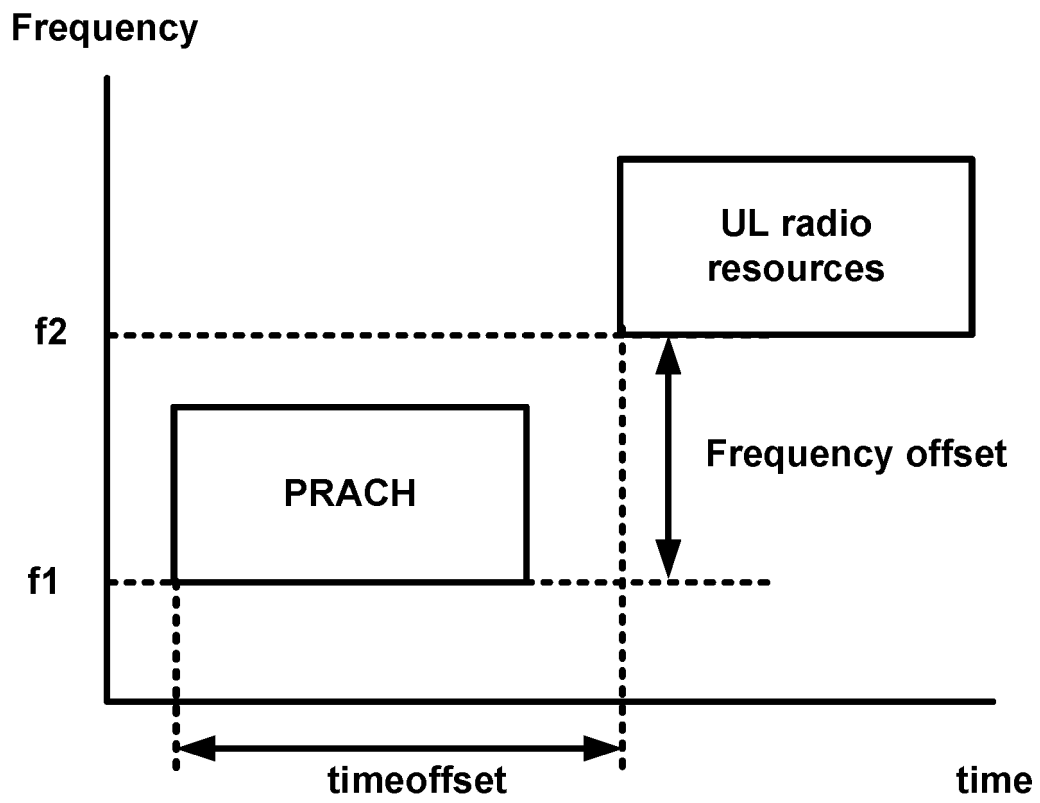 Frequency
UL radio
resources
f2
Frequency offset
PRACH
f1
timeoffset
time